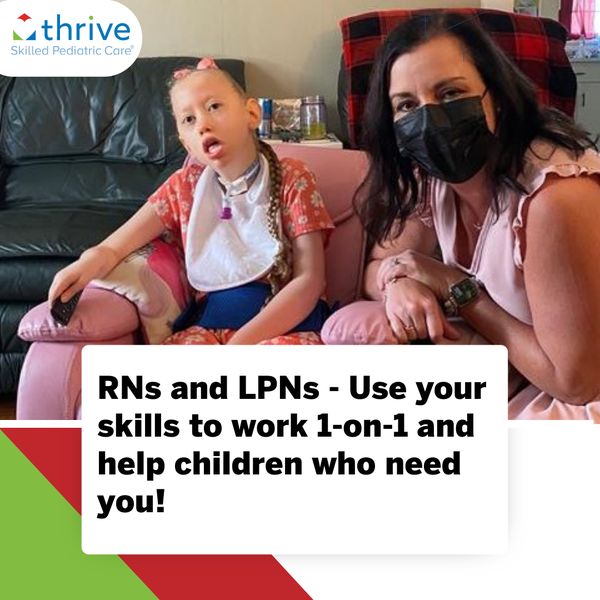 thrive
Skilled Pediatric Care®
RNs and LPNs - Use your
skills to work 1-on-1 and
help children who need
you!